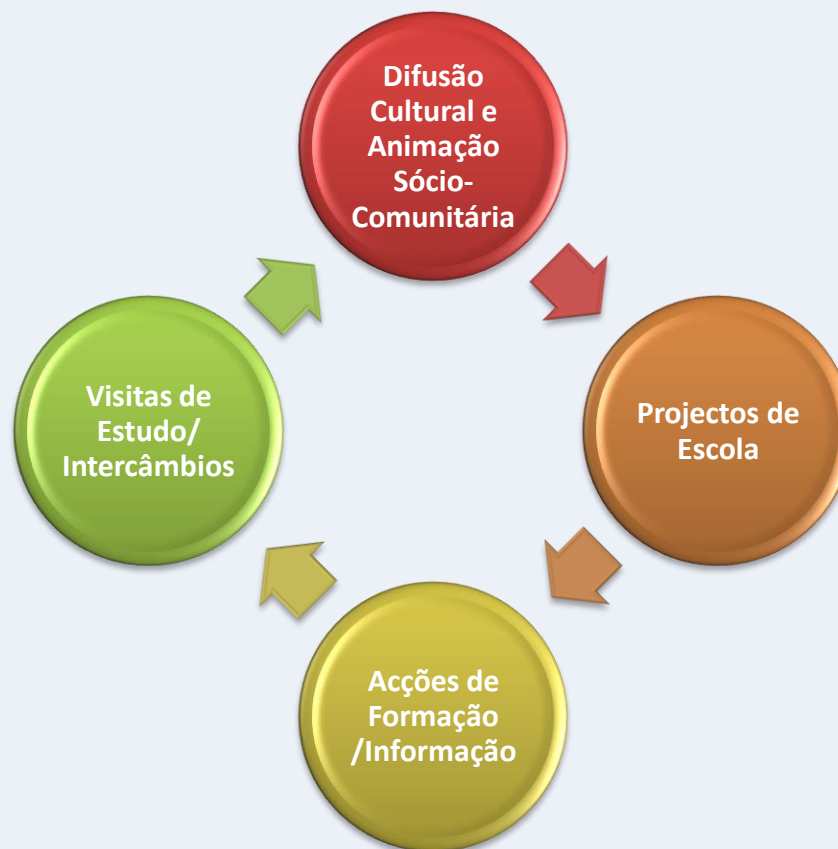 Difusão
Cultural e
Animação
Sócio-
Comunitária
Projectos de
Escola
Acções de
Formação
/Informação
Visitas de
Estudo/
Intercâmbios